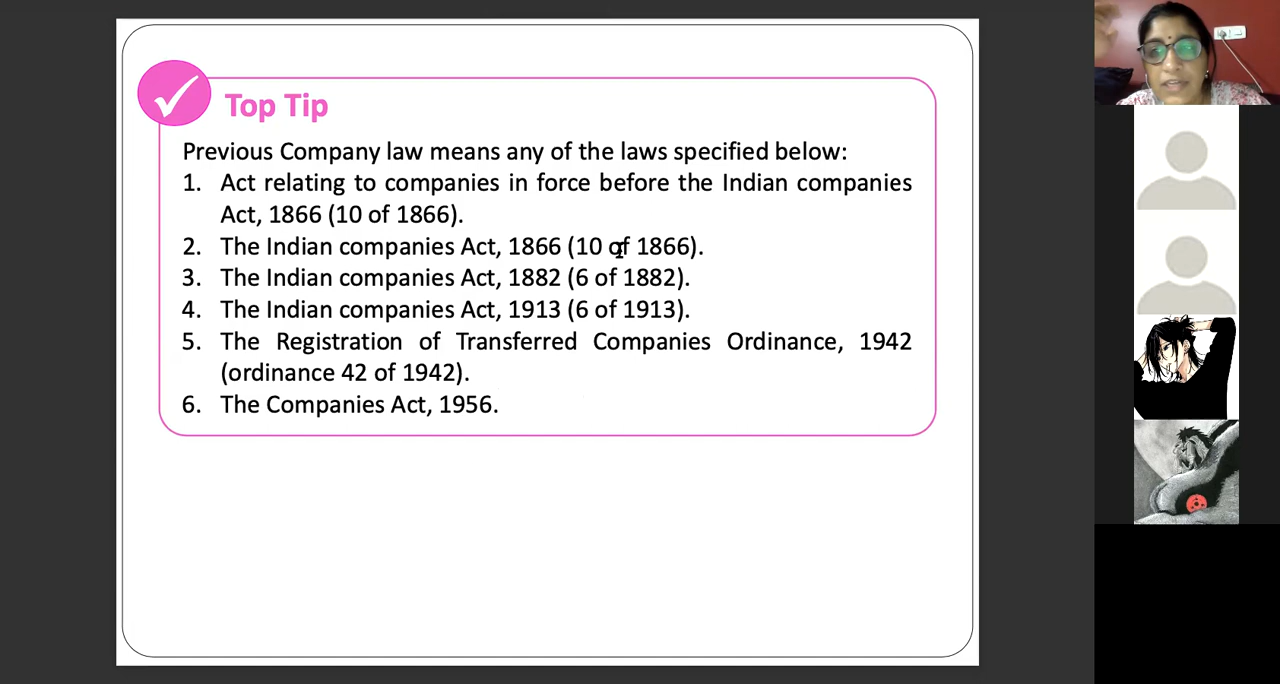 Top Tip
Previous Company law means any of the laws specified below:
1. Act relating to companies in force before the Indian companies
Act, 1866 (10 of 1866).
2. The Indian companies Act, 1866 (10 of 1866).
3. The Indian companies Act, 1882 (6 of 1882).
4. The Indian companies Act, 1913 (6 of 1913).
5. The Registration of Transferred Companies Ordinance, 1942
(ordinance 42 of 1942).
6. The Companies Act, 1956.